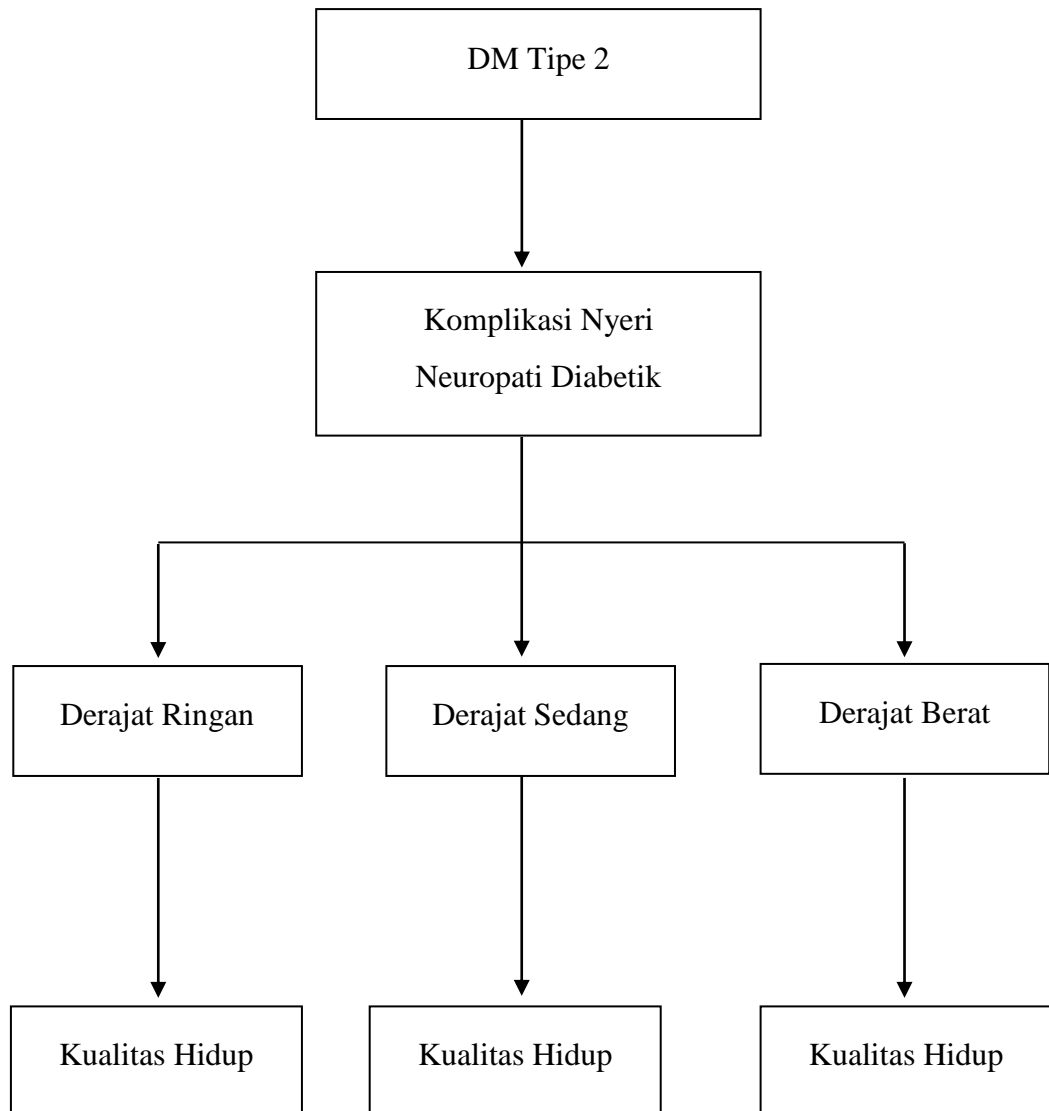 DM Tipe 2
Komplikasi Nyeri
Neuropati Diabetik
Derajat Ringan
Derajat Sedang
Derajat Berat
Kualitas Hidup
Kualitas Hidup
Kualitas Hidup